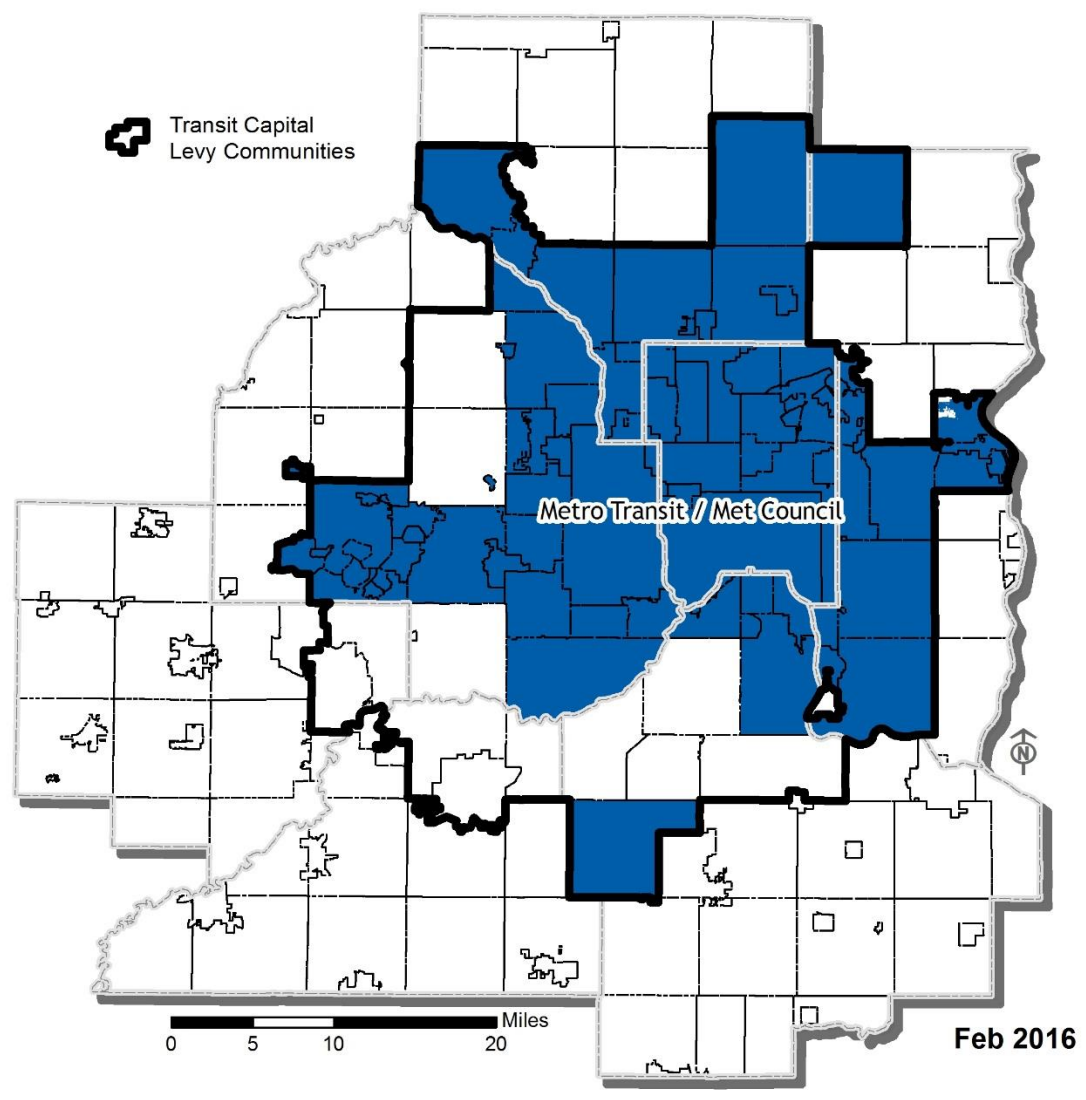 Transit Capital
Levy Communities
Metro Transit / Met Council
N
Miles
0 5 10 20
Feb 2016